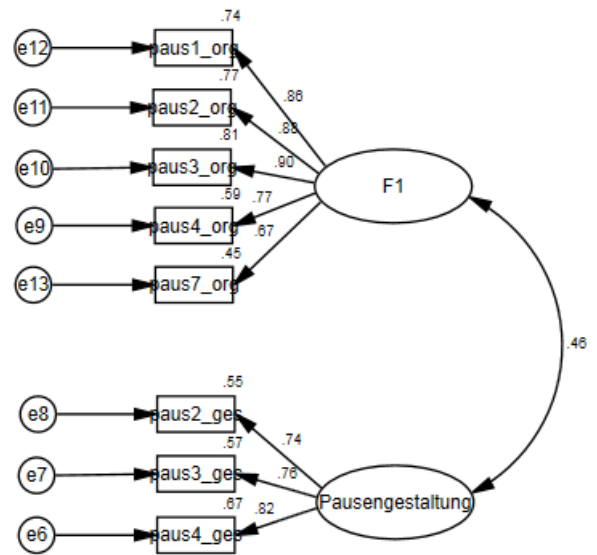 .74
e12 paus1_org
.86
.77
e11 paus2_org
.88
.81
e10 paus3_org
.90
F1
.59
.77
e9 paus4_org
.67
.45
e13 paus7_org
.46
.55
e8 paus2_ges
.74
.57
e7 paus3_ges
.76
Pausengestaltung
.67
.82
e6 paus4_ges